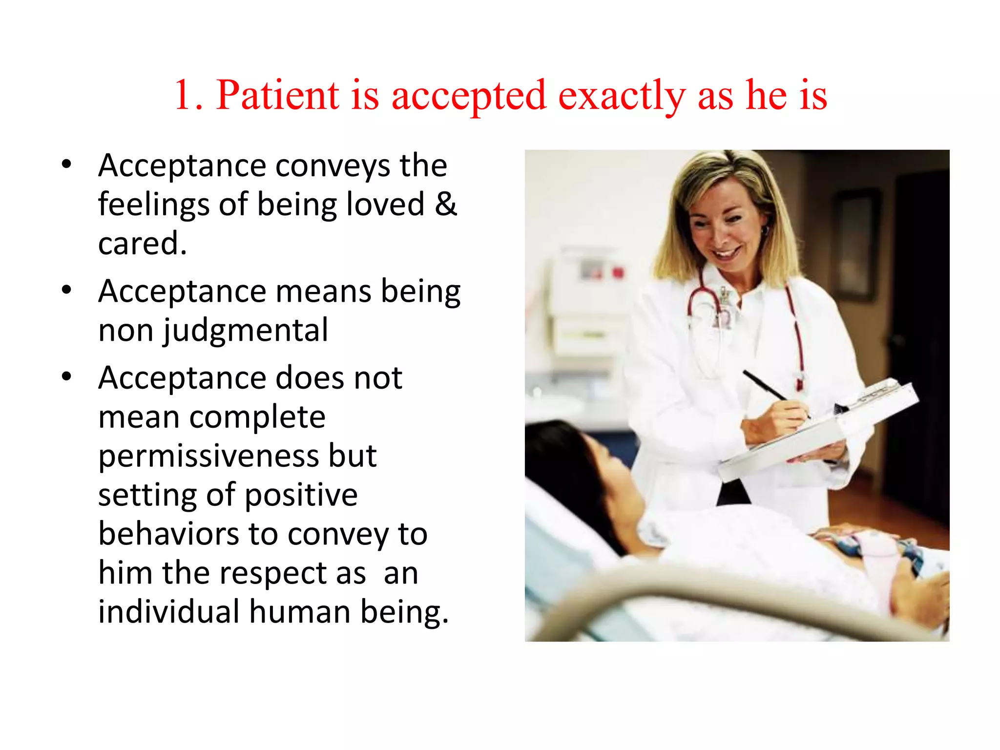 1. Patient is accepted exactly as he is
• Acceptance conveys the
feelings of being loved &
cared.
• Acceptance means being
non judgmental
• Acceptance does not
mean complete
permissiveness but
setting of positive
behaviors to convey to
him the respect as  an
individual human being.